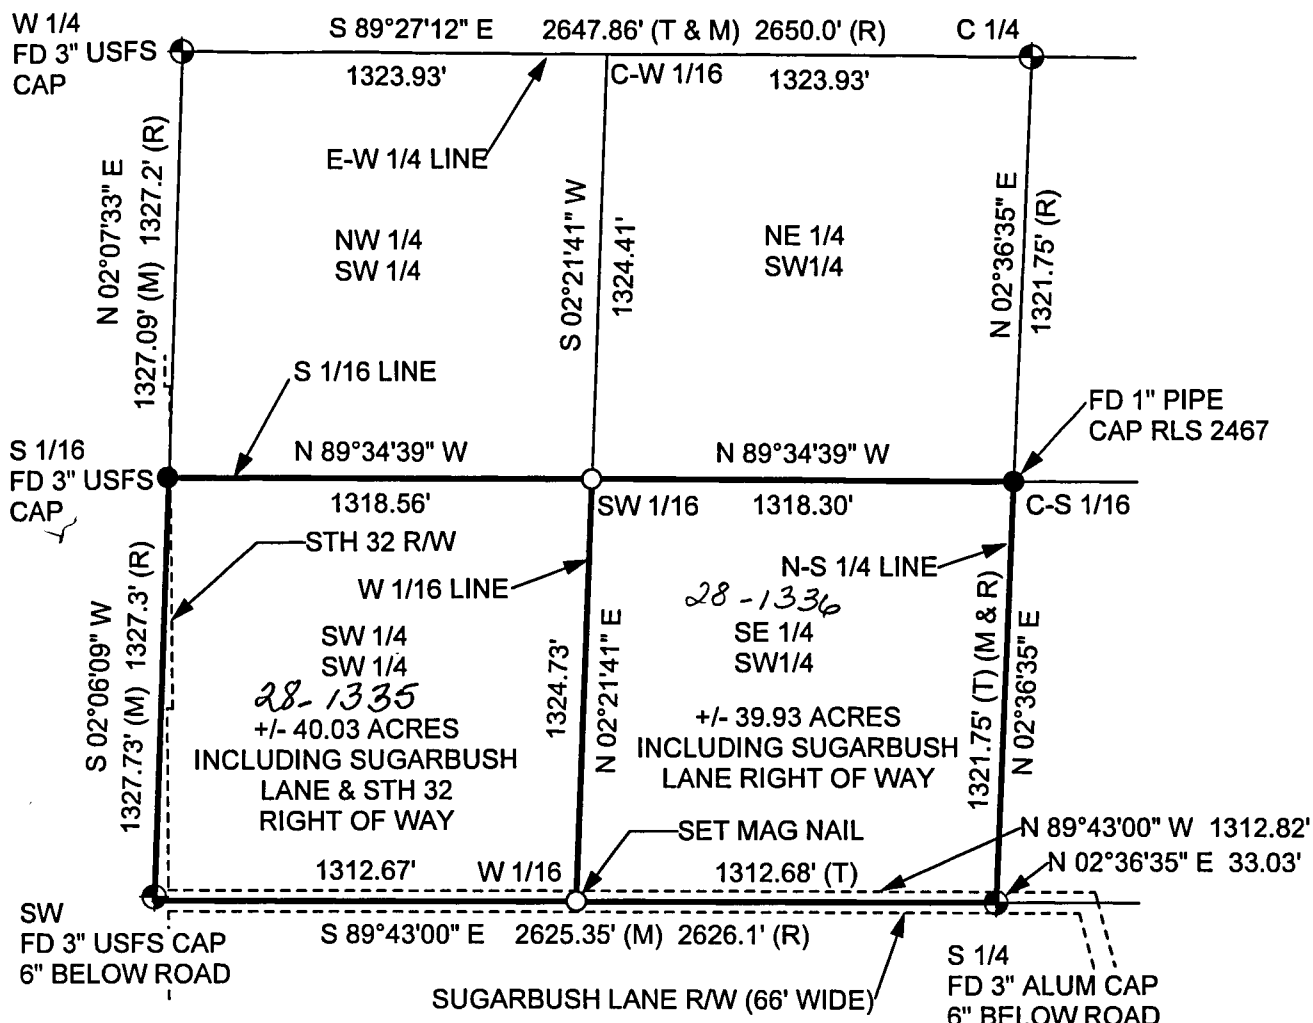 W 1/4
FD 3" USFS
CAP
S 89°27'12" E 2647.86' (T & M) 2650.0' (R)
C 1/4
1323.93'
C-W 1/16
1323.93'
E-W 1/4 LINE
N 02°07'33" E
1327.09' (M) 1327.2' (R)
NW 1/4
SW 1/4
S 02°21'41" W
1324.41'
NE 1/4
SW1/4
N 02°36'35" E
1321.75' (R)
S 1/16 LINE
FD 1" PIPE
CAP RLS 2467
S 1/16
FD 3" USFS
CAP
N 89°34'39" W
N 89°34'39" W
1318.56'
SW 1/16
1318.30'
C-S 1/16
STH 32 R/W
W 1/16 LINE
N-S 1/4 LINE
S 02°06'09" W
1327.73' (M) 1327.3' (R)
SW 1/4
SW 1/4
28-1335
+/- 40.03 ACRES
INCLUDING SUGARBUSH
LANE & STH 32
RIGHT OF WAY
1324.73'
N 02°21'41" E
28-1336
SE 1/4
SW1/4
+/- 39.93 ACRES
INCLUDING SUGARBUSH
LANE RIGHT OF WAY
1321.75' (T) (M & R)
N 02°36'35" E
SET MAG NAIL
N 89°43'00" W 1312.82'
N 02°36'35" E 33.03'
1312.67'
W 1/16
1312.68' (T)
SW
FD 3" USFS CAP
6" BELOW ROAD
S 89°43'00" E 2625.35' (M) 2626.1' (R)
SUGARBUSH LANE R/W (66' WIDE)
S 1/4
FD 3" ALUM CAP
6" BELOW ROAD